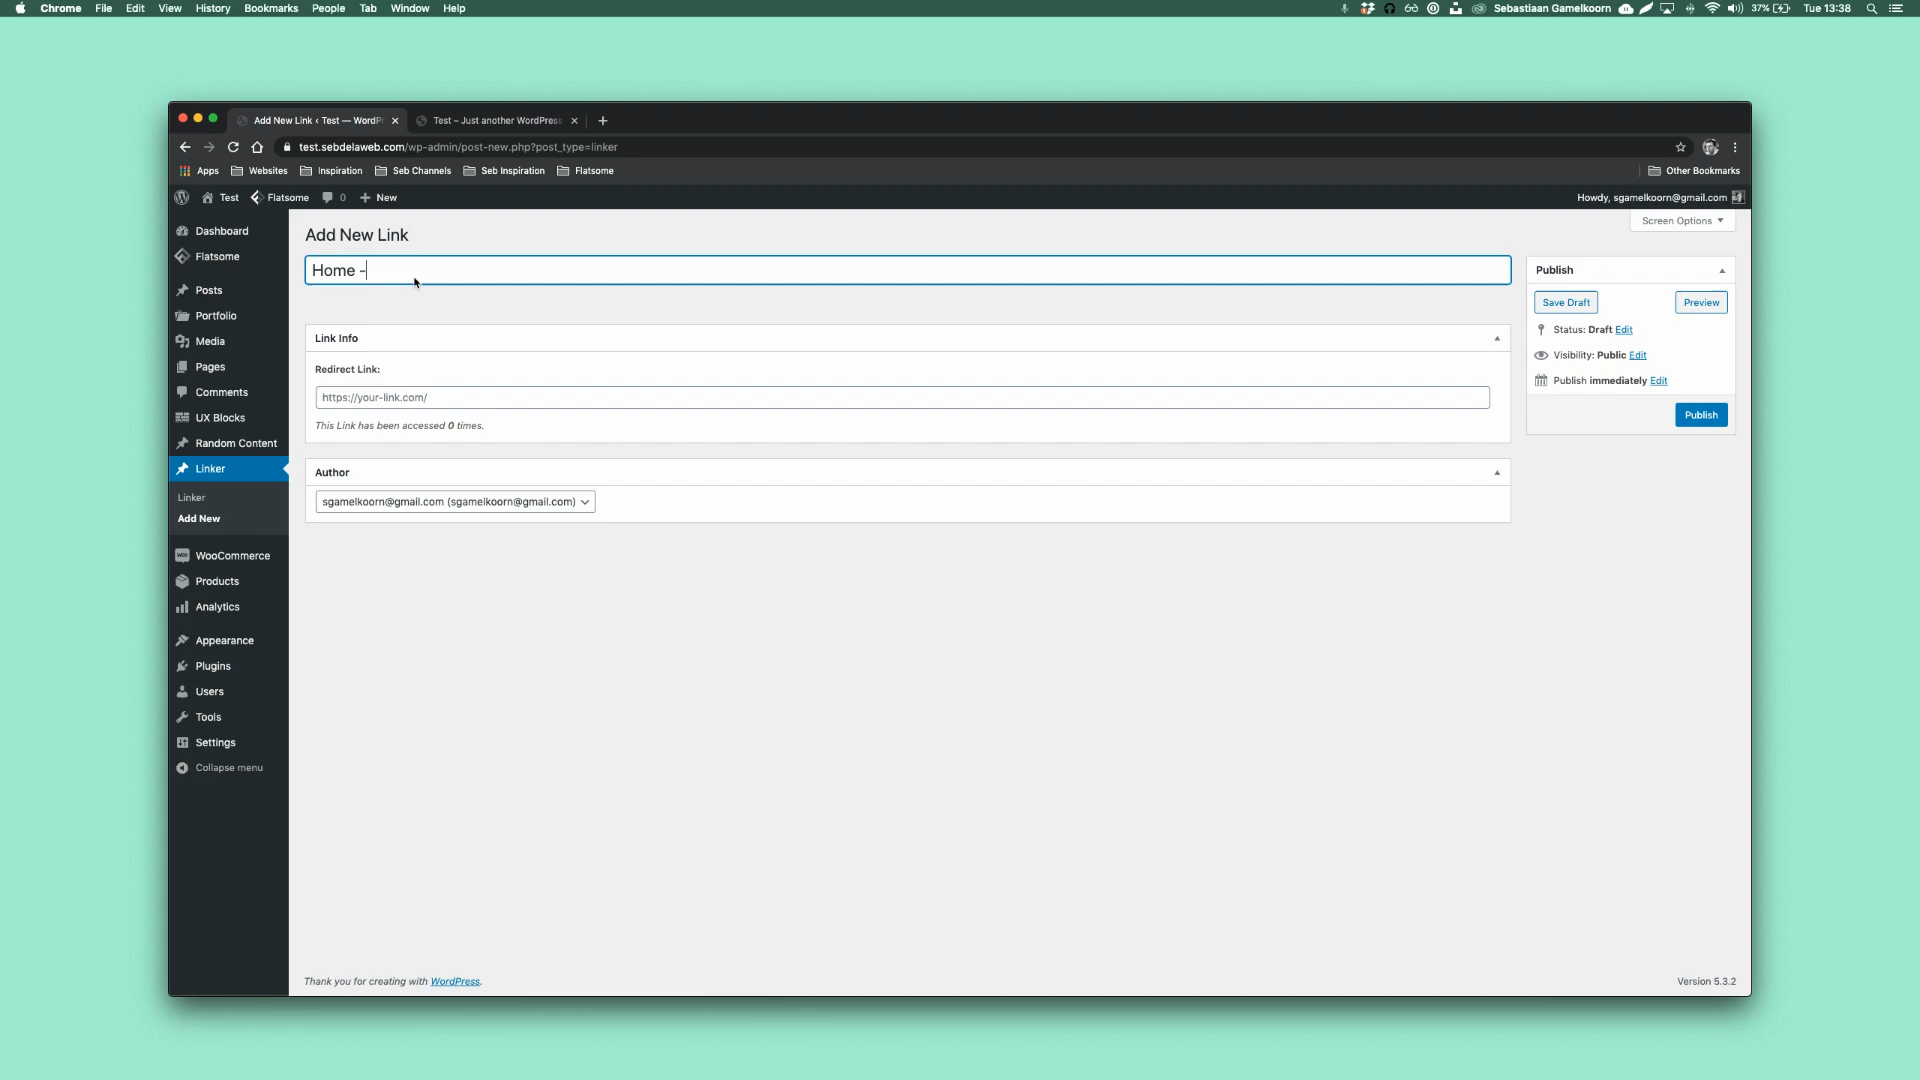 Chrome File Edit View History Bookmarks People Tab Window Help
Sebastiaan Gamelkoorn 37% Tue 13:38
Add New Link ‹ Test — WordPr
Test – Just another WordPress
test.sebdelaweb.com/wp-admin/post-new.php?post_type=linker
Apps Websites Inspiration Seb Channels Seb Inspiration Flatsome Other Bookmarks
Test Flatsome 0 New Howdy, sgamelkoorn@gmail.com
Screen Options
Dashboard
Flatsome
Posts
Portfolio
Media
Pages
Comments
UX Blocks
Random Content
Linker
Linker
Add New
WooCommerce
Products
Analytics
Appearance
Plugins
Users
Tools
Settings
Collapse menu
Add New Link
Home -
Link Info
Redirect Link:
https://your-link.com/
This Link has been accessed 0 times.
Author
sgamelkoorn@gmail.com (sgamelkoorn@gmail.com)
Publish
Save Draft Preview
Status: Draft Edit
Visibility: Public Edit
Publish immediately Edit
Publish
Thank you for creating with WordPress.
Version 5.3.2